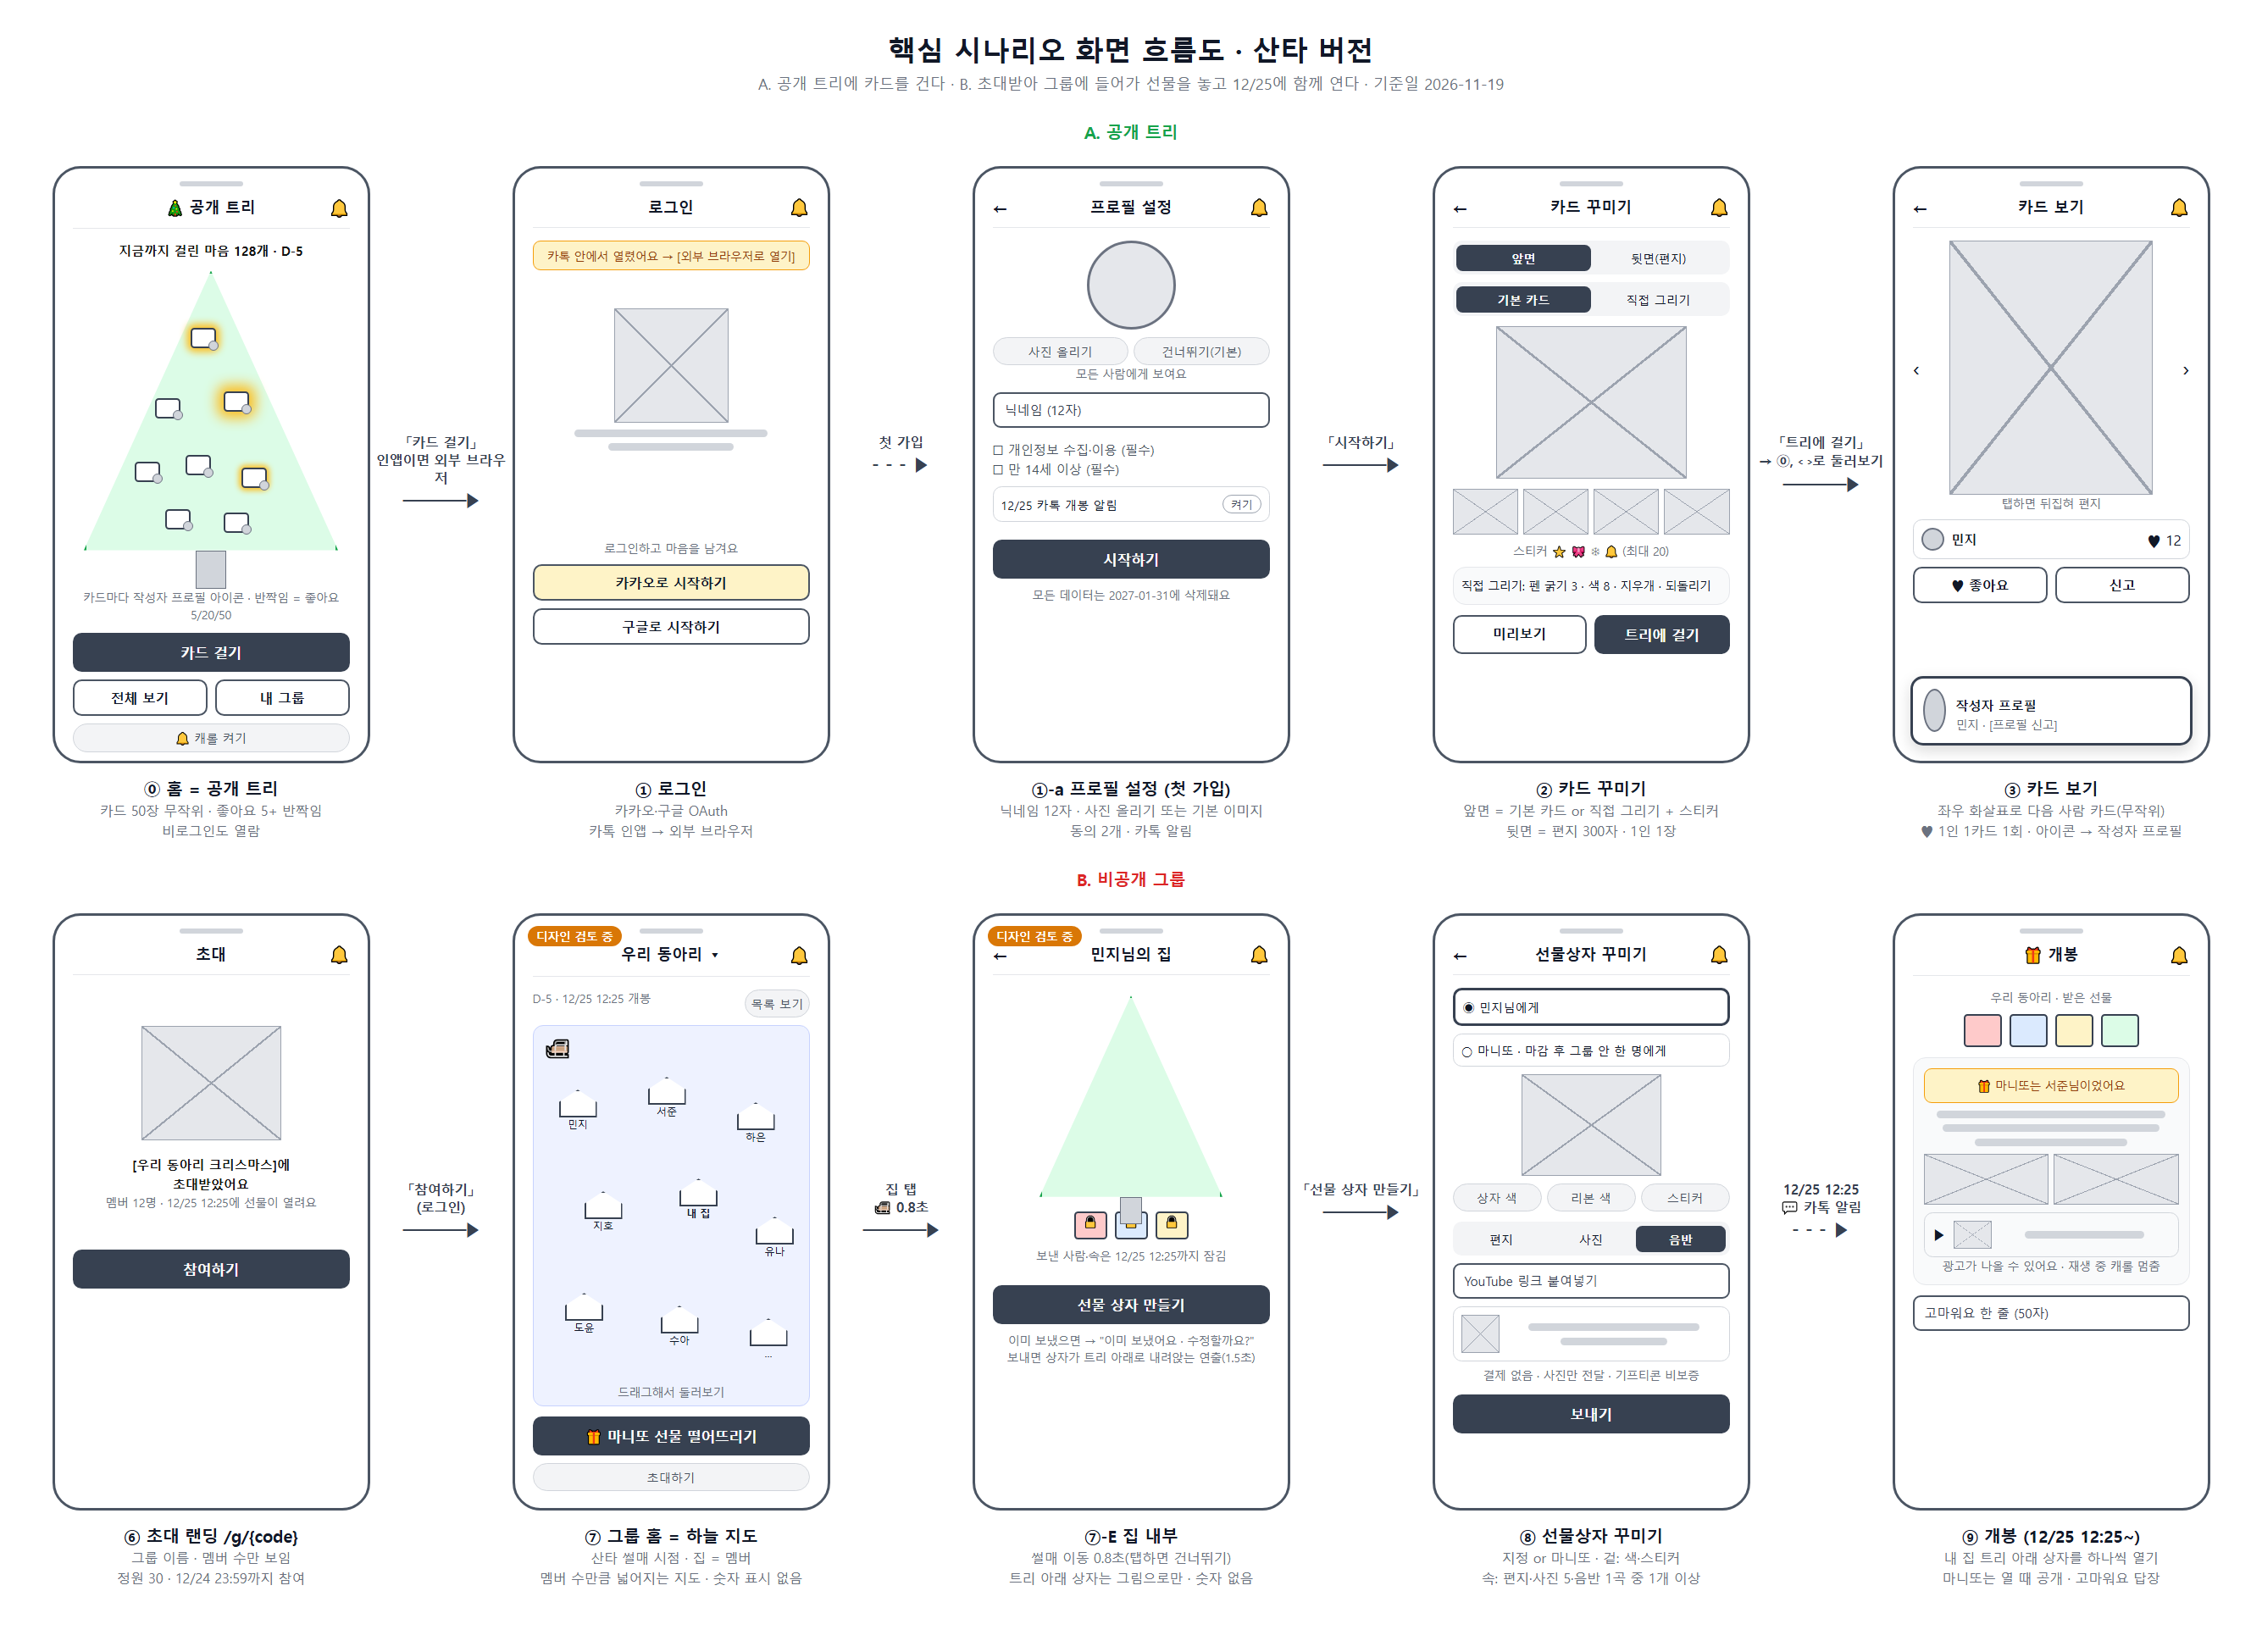 핵심 시나리오 화면 흐름도 · 산타 버전
A. 공개 트리에 카드를 건다 · B. 초대받아 그룹에 들어가 선물을 놓고 12/25에 함께 연다 · 기준일 2026-11-19
A. 공개 트리
🎄 공개 트리 🔔
지금까지 걸린 마음 128개 · D-5
카드마다 작성자 프로필 아이콘 · 반짝임 = 좋아요
5/20/50
카드 걸기
전체 보기
내 그룹
🔔 캐롤 켜기
⓪ 홈 = 공개 트리
카드 50장 무작위 · 좋아요 5+ 반짝임
비로그인도 열람
「카드 걸기」
인앱이면 외부 브라우
저
로그인 🔔
카톡 안에서 열렸어요 → [외부 브라우저로 열기]
로그인하고 마음을 남겨요
카카오로 시작하기
구글로 시작하기
① 로그인
카카오·구글 OAuth
카톡 인앱 → 외부 브라우저
첫 가입
← 프로필 설정 🔔
사진 올리기
건너뛰기(기본)
모든 사람에게 보여요
닉네임 (12자)
☐ 개인정보 수집·이용 (필수)
☐ 만 14세 이상 (필수)
12/25 카톡 개봉 알림 켜기
시작하기
모든 데이터는 2027-01-31에 삭제돼요
①-a 프로필 설정 (첫 가입)
닉네임 12자 · 사진 올리기 또는 기본 이미지
동의 2개 · 카톡 알림
「시작하기」
← 카드 꾸미기 🔔
앞면
뒷면(편지)
기본 카드
직접 그리기
스티커 ⭐ 🎀 ❄ 🔔 (최대 20)
직접 그리기: 펜 굵기 3 · 색 8 · 지우개 · 되돌리기
미리보기
트리에 걸기
② 카드 꾸미기
앞면 = 기본 카드 or 직접 그리기 + 스티커
뒷면 = 편지 300자 · 1인 1장
「트리에 걸기」
→ ⓪, ‹ ›로 둘러보기
← 카드 보기 🔔
‹ ›
탭하면 뒤집혀 편지
민지 ♥ 12
♥ 좋아요
신고
작성자 프로필
민지 · [프로필 신고]
③ 카드 보기
좌우 화살표로 다음 사람 카드(무작위)
♥ 1인 1카드 1회 · 아이콘 → 작성자 프로필
B. 비공개 그룹
초대 🔔
[우리 동아리 크리스마스]에
초대받았어요
멤버 12명 · 12/25 12:25에 선물이 열려요
참여하기
⑥ 초대 랜딩 /g/{code}
그룹 이름 · 멤버 수만 보임
정원 30 · 12/24 23:59까지 참여
「참여하기」
(로그인)
디자인 검토 중
우리 동아리 ▾ 🔔
D-5 · 12/25 12:25 개봉
목록 보기
민지
서준
하은
지호
내 집
유나
도윤
수아
...
드래그해서 둘러보기
🎁 마니또 선물 떨어뜨리기
초대하기
⑦ 그룹 홈 = 하늘 지도
산타 썰매 시점 · 집 = 멤버
멤버 수만큼 넓어지는 지도 · 숫자 표시 없음
집 탭
🛷 0.8초
디자인 검토 중
← 민지님의 집 🔔
보낸 사람·속은 12/25 12:25까지 잠김
선물 상자 만들기
이미 보냈으면 → "이미 보냈어요 · 수정할까요?"
보내면 상자가 트리 아래로 내려앉는 연출(1.5초)
⑦-E 집 내부
썰매 이동 0.8초(탭하면 건너뛰기)
트리 아래 상자는 그림으로만 · 숫자 없음
「선물 상자 만들기」
← 선물상자 꾸미기 🔔
◉ 민지님에게
○ 마니또 · 마감 후 그룹 안 한 명에게
상자 색
리본 색
스티커
편지
사진
음반
YouTube 링크 붙여넣기
결제 없음 · 사진만 전달 · 기프티콘 비보증
보내기
⑧ 선물상자 꾸미기
지정 or 마니또 · 겉: 색·스티커
속: 편지·사진 5·음반 1곡 중 1개 이상
12/25 12:25
💬 카톡 알림
🎁 개봉 🔔
우리 동아리 · 받은 선물
🎁 마니또는 서준님이었어요
▶
광고가 나올 수 있어요 · 재생 중 캐롤 멈춤
고마워요 한 줄 (50자)
⑨ 개봉 (12/25 12:25~)
내 집 트리 아래 상자를 하나씩 열기
마니또는 열 때 공개 · 고마워요 답장